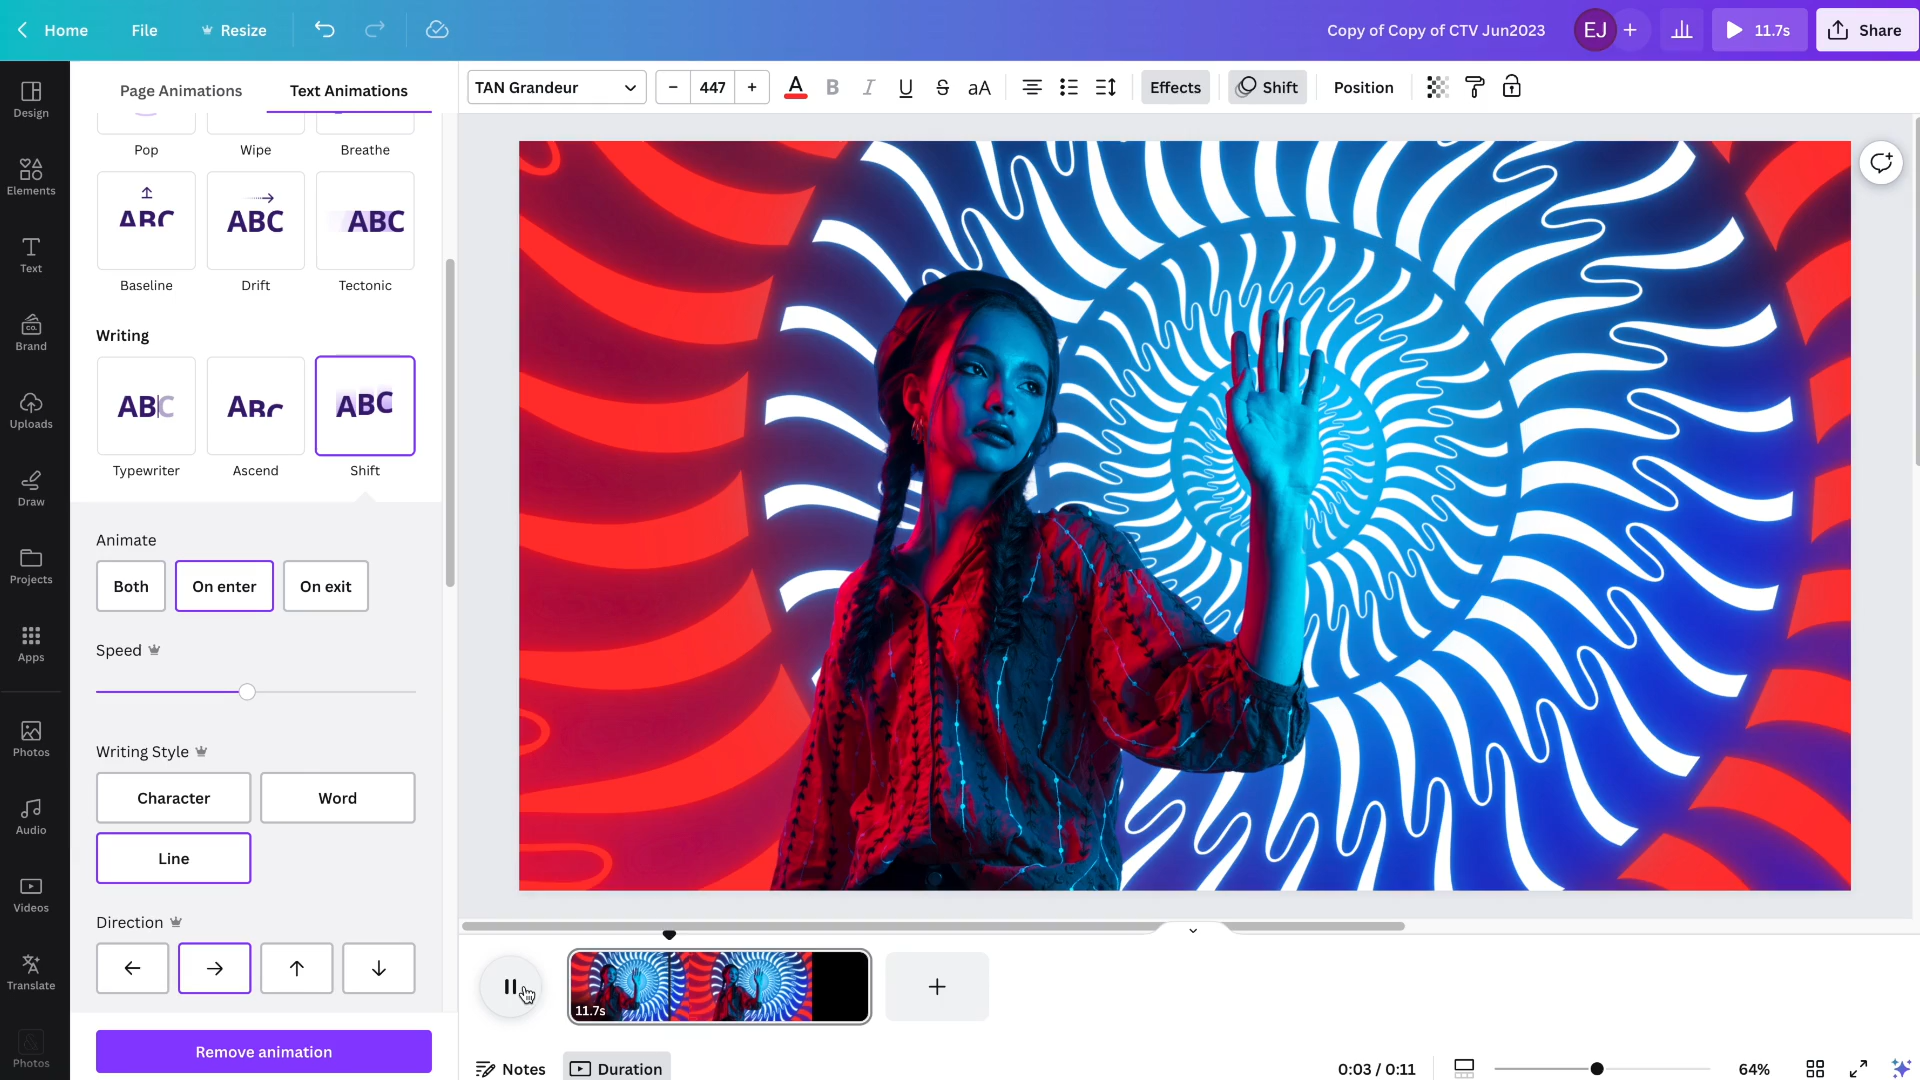 Home
File
Resize
Copy of Copy of CTV Jun2023
EJ
11.7s
Share
Design
Elements
Text
Brand
co.
Uploads
Draw
Projects
Apps
Photos
Audio
Videos
Translate
Photos
Page Animations
Text Animations
Pop
Wipe
Breathe
ABC
ABC
ABC
Baseline
Drift
Tectonic
Writing
ABC
ABC
ABC
Typewriter
Ascend
Shift
Animate
Both
On enter
On exit
Speed
Writing Style
Character
Word
Line
Direction
Remove animation
TAN Grandeur
− 447 +
A
B
I
U
S
aA
Effects
Shift
Position
11.7s
Notes
Duration
0:03 / 0:11
64%